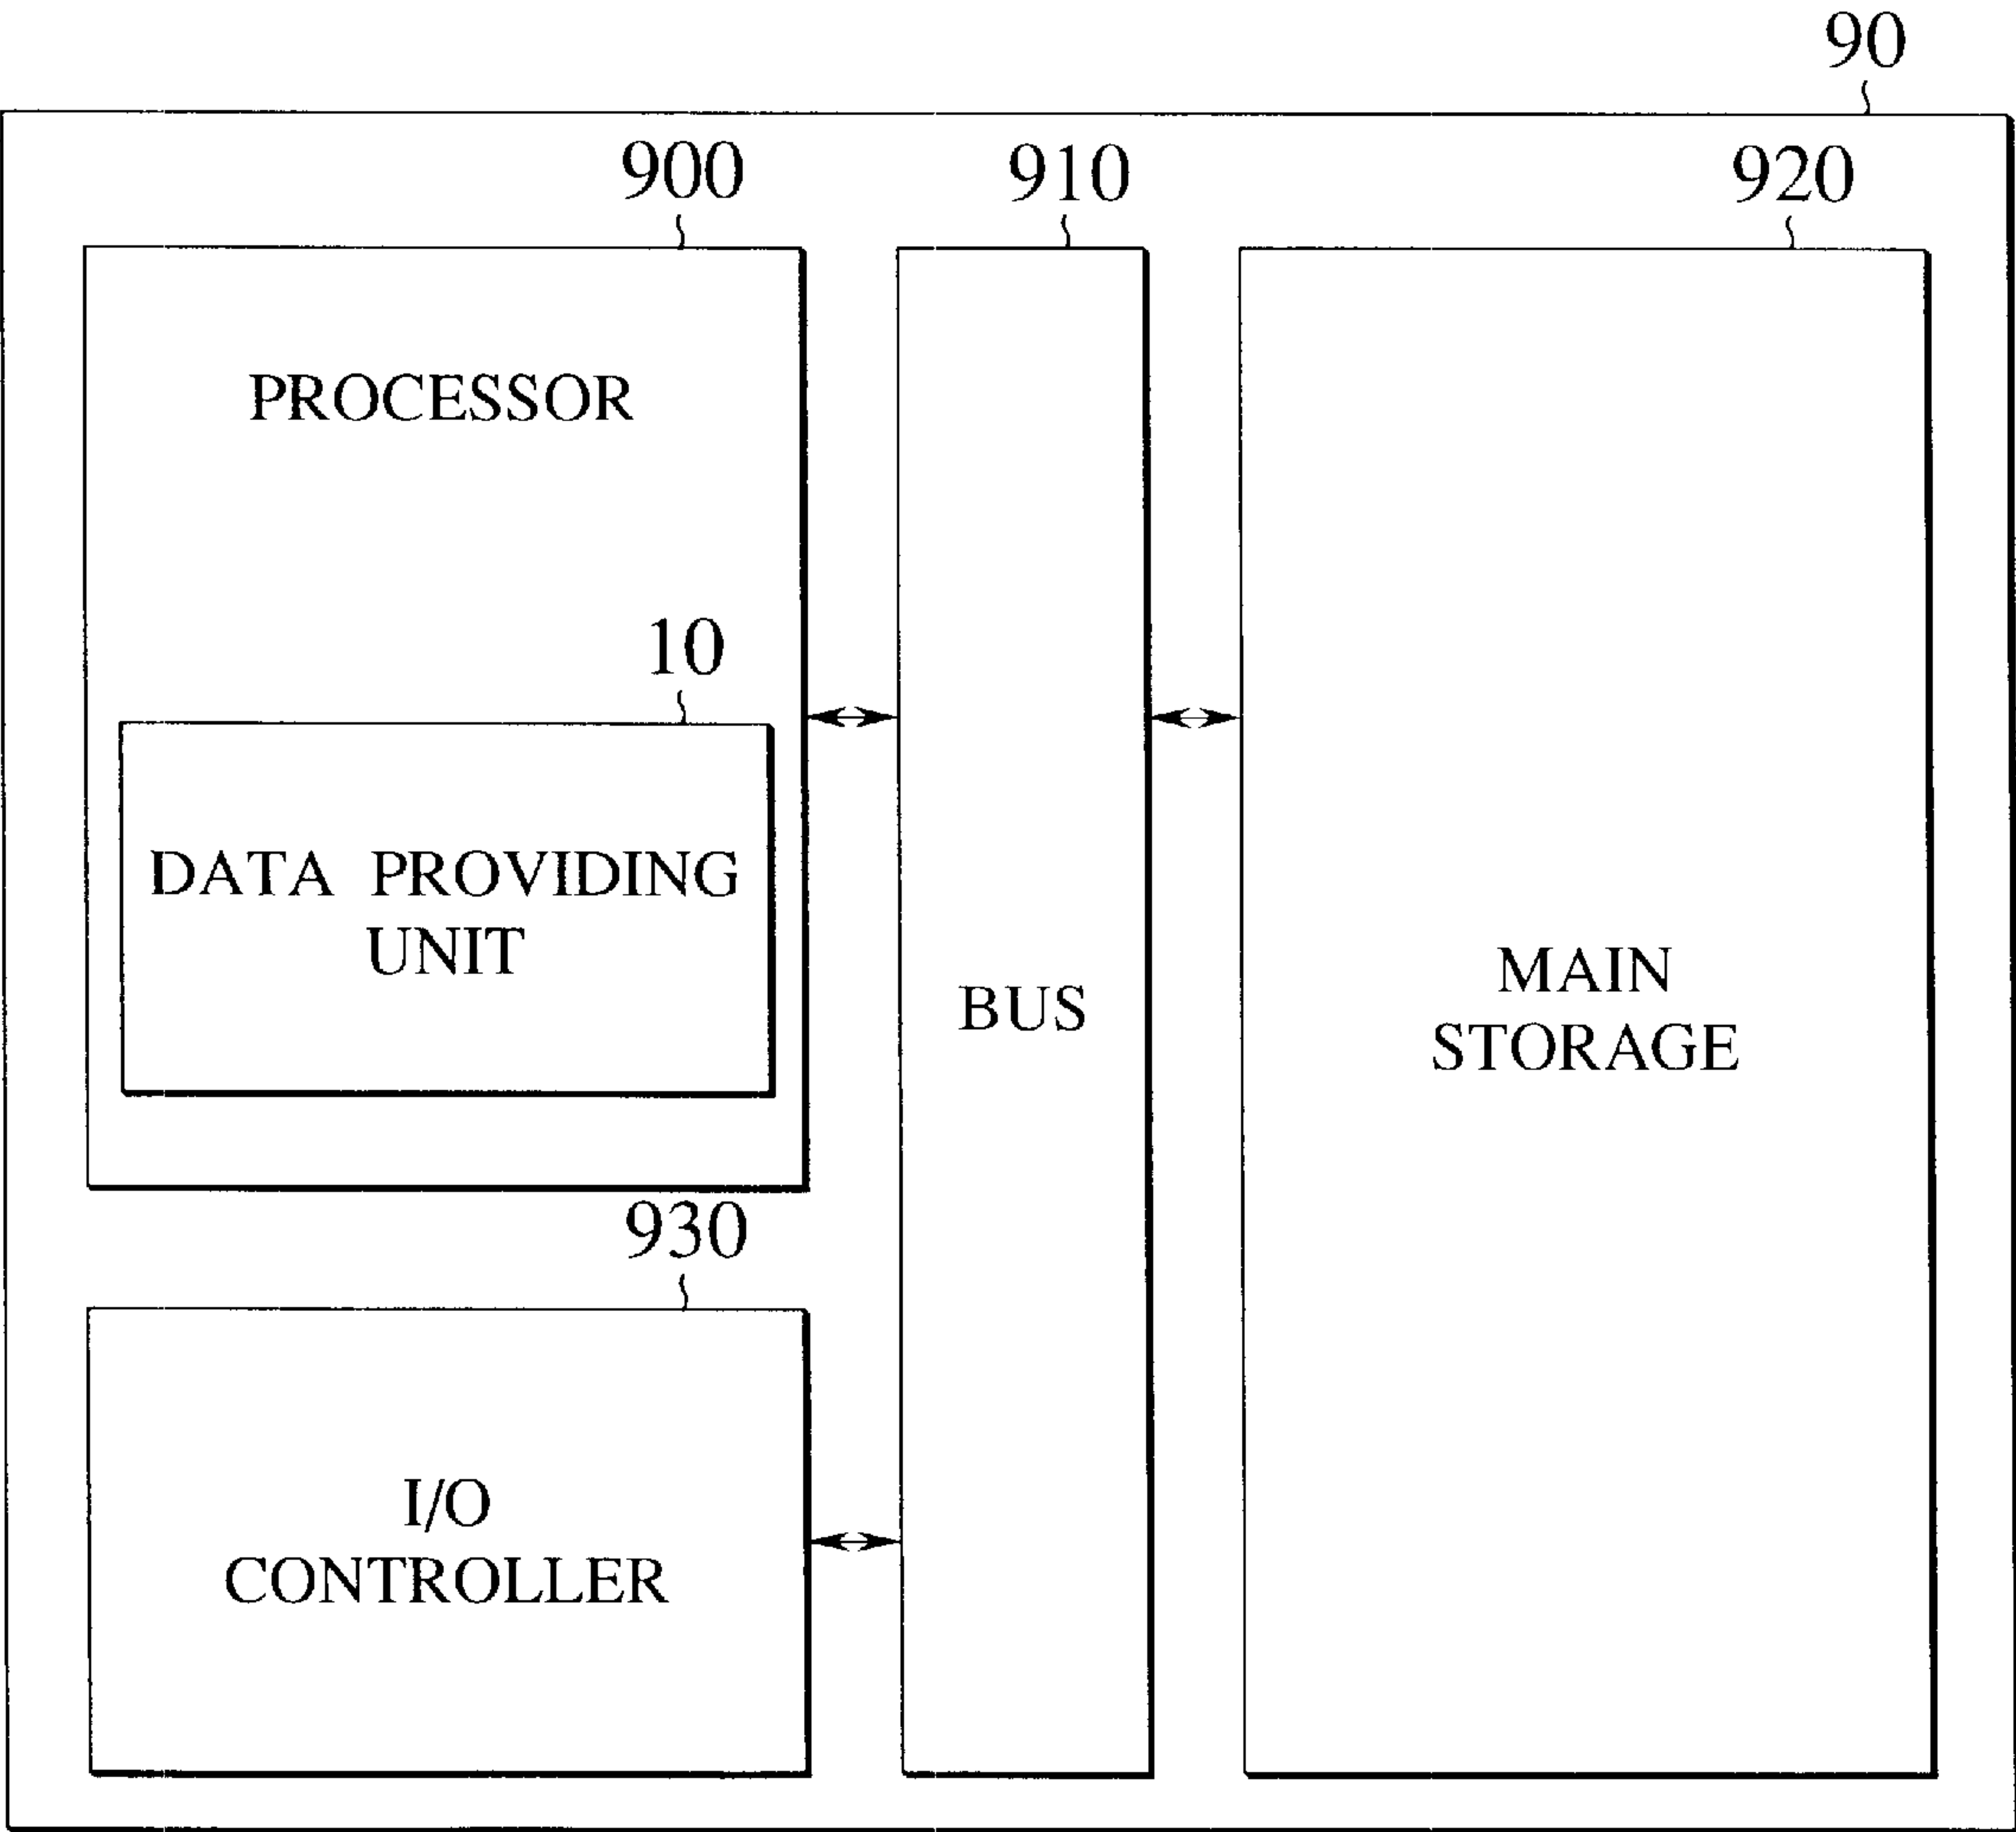 90
900
910
920
PROCESSOR
10
DATA PROVIDING
UNIT
BUS
MAIN
STORAGE
930
I/O
CONTROLLER